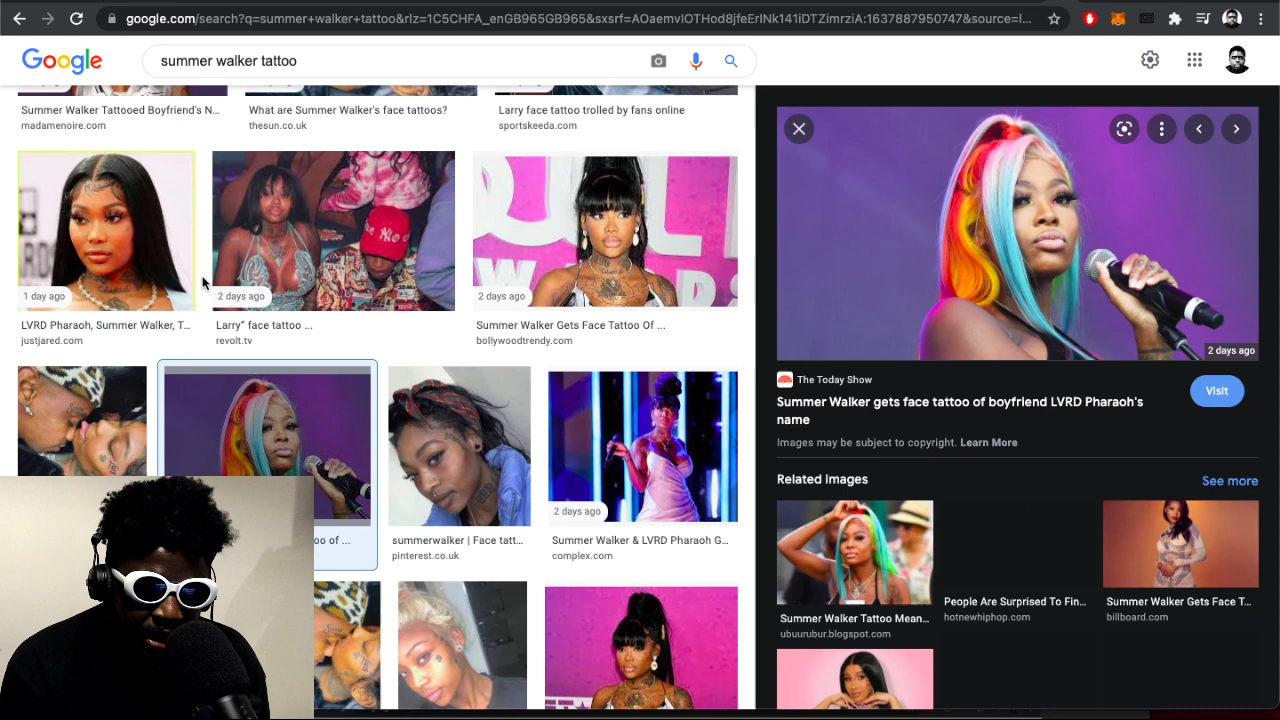 google.com/search?q=summer+walker+tattoo&rlz=1C5CHFA_enGB965GB965&sxsrf=AOaemvIOTHod8jfeErlNk141iDTZimrziA:1637887950747&source=l...
Google
summer walker tattoo
Summer Walker Tattooed Boyfriend's N...
madamenoire.com
What are Summer Walker's face tattoos?
thesun.co.uk
Larry face tattoo trolled by fans online
sportskeeda.com
1 day ago
LVRD Pharaoh, Summer Walker, T...
justjared.com
2 days ago
Larry" face tattoo ...
revolt.tv
2 days ago
Summer Walker Gets Face Tattoo Of ...
bollywoodtrendy.com
oo of ...
summerwalker | Face tatt...
pinterest.co.uk
2 days ago
Summer Walker & LVRD Pharaoh G...
complex.com
2 days ago
The Today Show
Visit
Summer Walker gets face tattoo of boyfriend LVRD Pharaoh's
name
Images may be subject to copyright. Learn More
Related images
See more
Summer Walker Tattoo Mean...
ubuurubur.blogspot.com
People Are Surprised To Fin...
hotnewhiphop.com
Summer Walker Gets Face T...
billboard.com